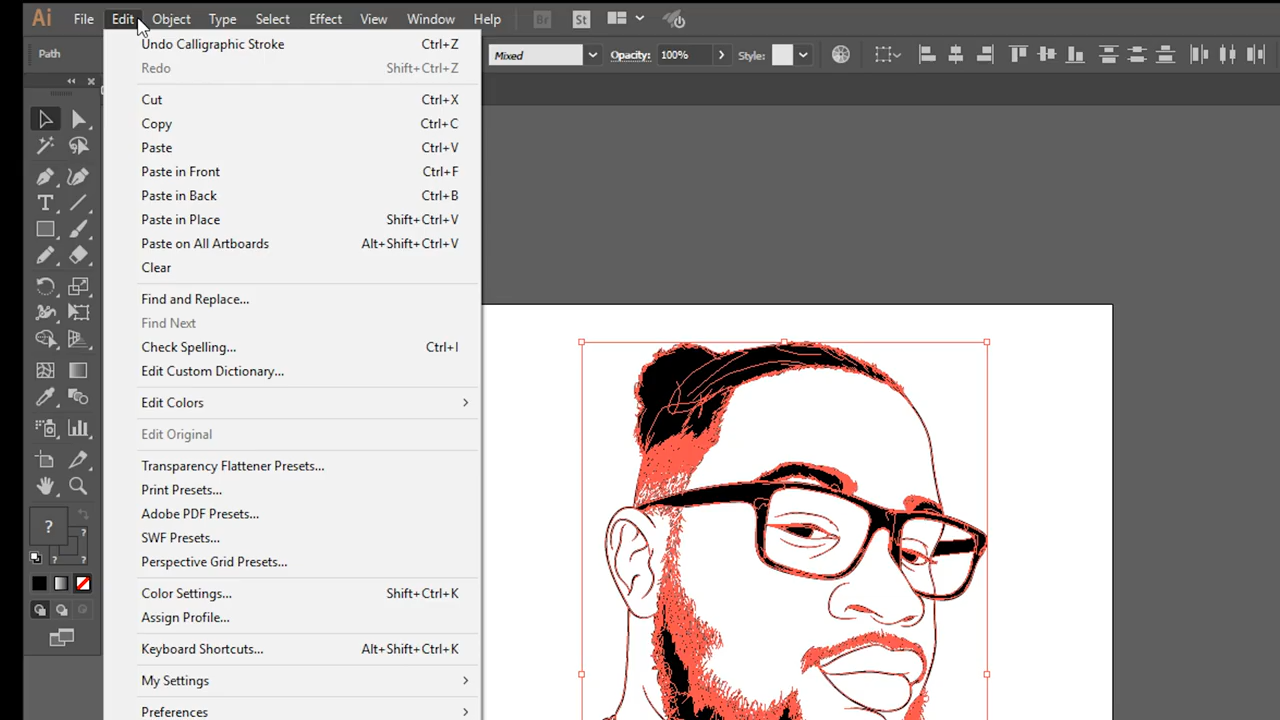 Ai File Edit Object Type Select Effect View Window Help Br St
Path Mixed Opacity: 100% Style:
Undo Calligraphic Stroke Ctrl+Z
Redo Shift+Ctrl+Z
Cut Ctrl+X
Copy Ctrl+C
Paste Ctrl+V
Paste in Front Ctrl+F
Paste in Back Ctrl+B
Paste in Place Shift+Ctrl+V
Paste on All Artboards Alt+Shift+Ctrl+V
Clear
Find and Replace...
Find Next
Check Spelling... Ctrl+I
Edit Custom Dictionary...
Edit Colors
Edit Original
Transparency Flattener Presets...
Print Presets...
Adobe PDF Presets...
SWF Presets...
Perspective Grid Presets...
Color Settings... Shift+Ctrl+K
Assign Profile...
Keyboard Shortcuts... Alt+Shift+Ctrl+K
My Settings
Preferences